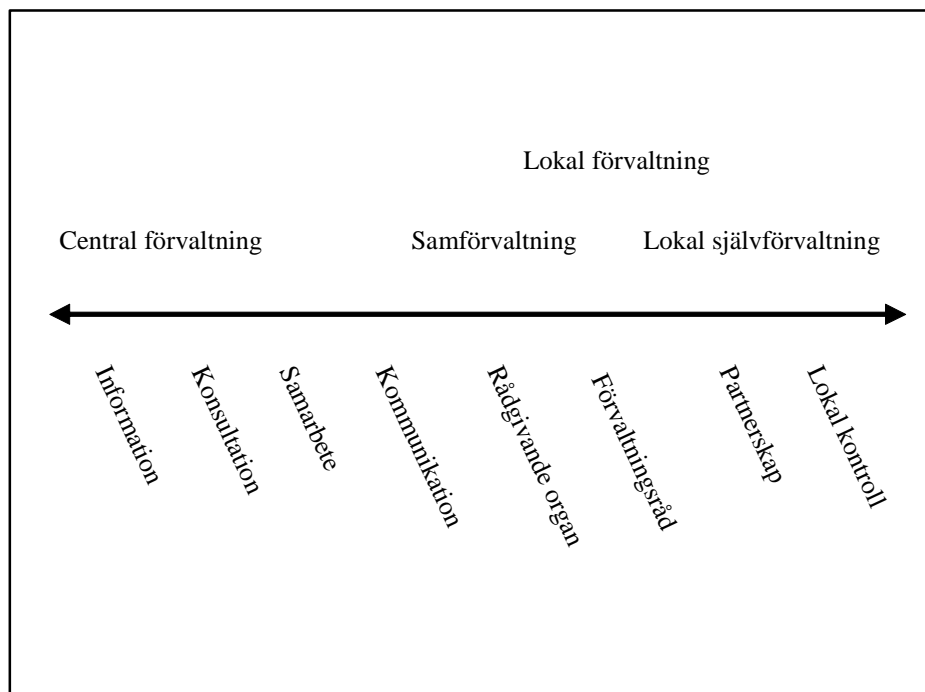 Lokal förvaltning
Central förvaltning
Samförvaltning
Lokal självförvaltning
Information
Konsultation
Samarbete
Kommunikation
Rådgivande organ
Förvaltningsråd
Partnerskap
Lokal kontroll